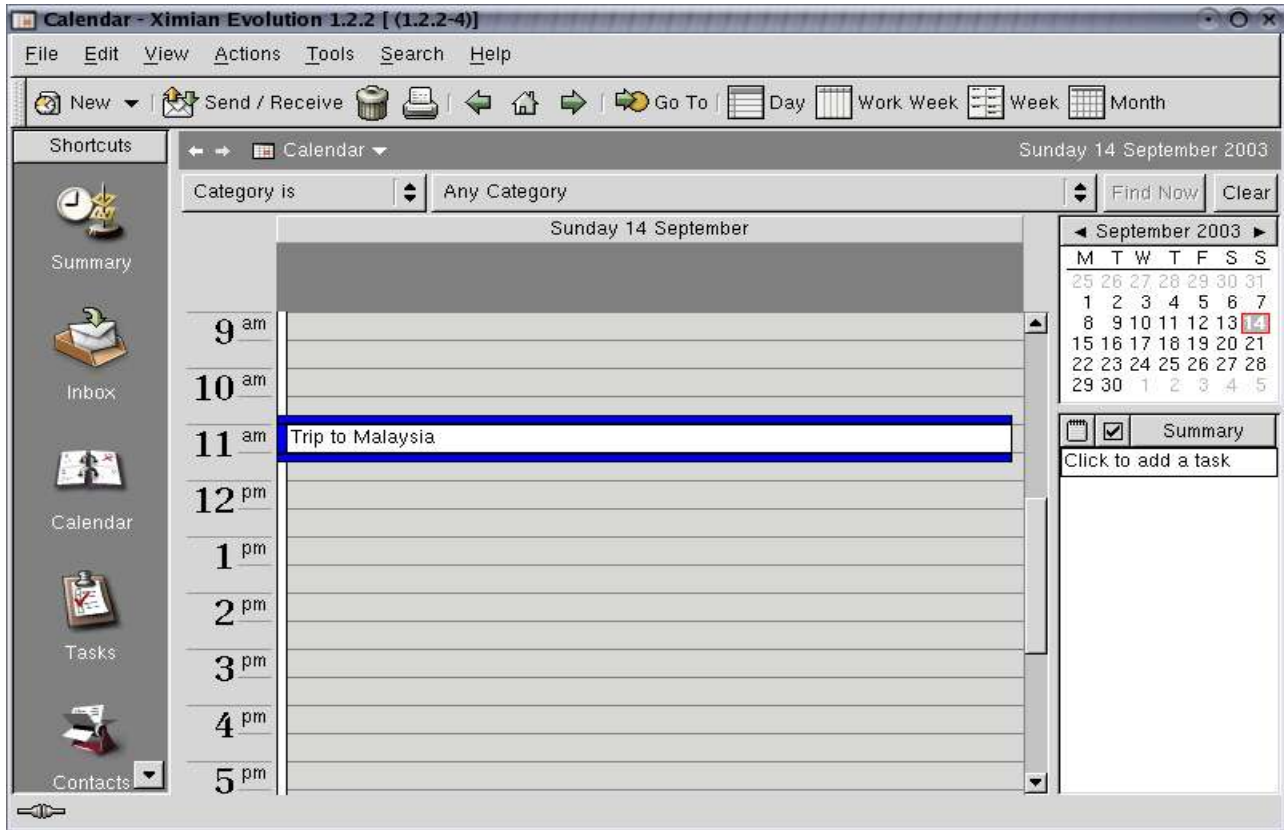 Calendar - Ximian Evolution 1.2.2 [ (1.2.2-4)]
File Edit View Actions Tools Search Help
New Send / Receive Go To Day Work Week Week Month
Shortcuts
Calendar
Sunday 14 September 2003
Category is Any Category Find Now Clear
Summary
Inbox
Calendar
Tasks
Contacts
Sunday 14 September
9 am
10 am
11 am
Trip to Malaysia
12 pm
1 pm
2 pm
3 pm
4 pm
5 pm
September 2003
M T W T F S S
25 26 27 28 29 30 31
1 2 3 4 5 6 7
8 9 10 11 12 13 14
15 16 17 18 19 20 21
22 23 24 25 26 27 28
29 30 1 2 3 4 5
Summary
Click to add a task